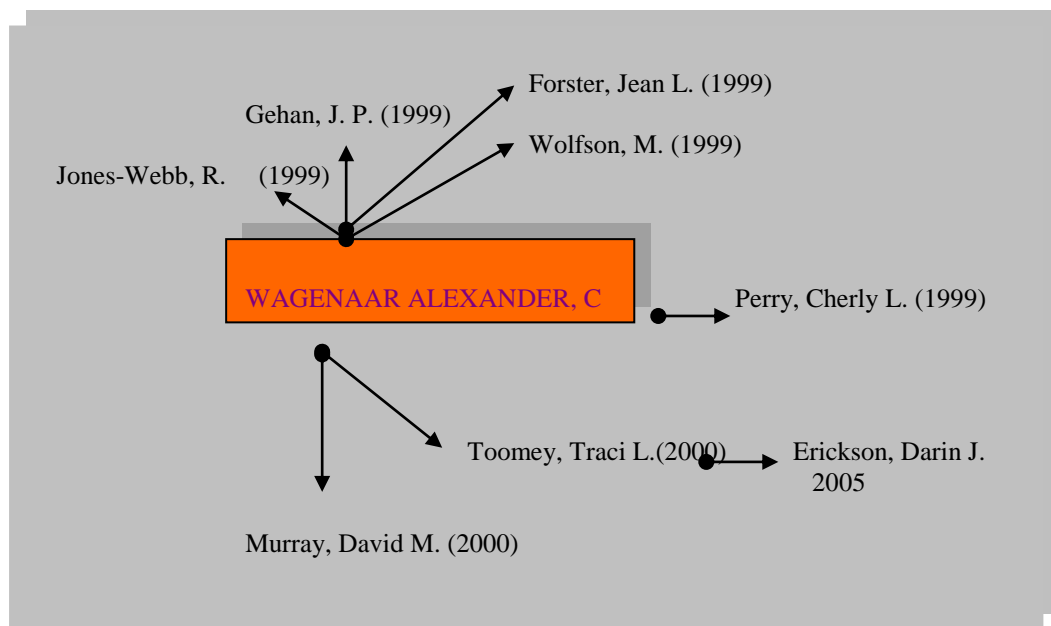 Forster, Jean L. (1999)
Gehan, J. P. (1999)
Wolfson, M. (1999)
Jones-Webb, R. (1999)
WAGENAAR ALEXANDER, C
Perry, Cherly L. (1999)
Toomey, Traci L.(2000)
Erickson, Darin J.
2005
Murray, David M. (2000)